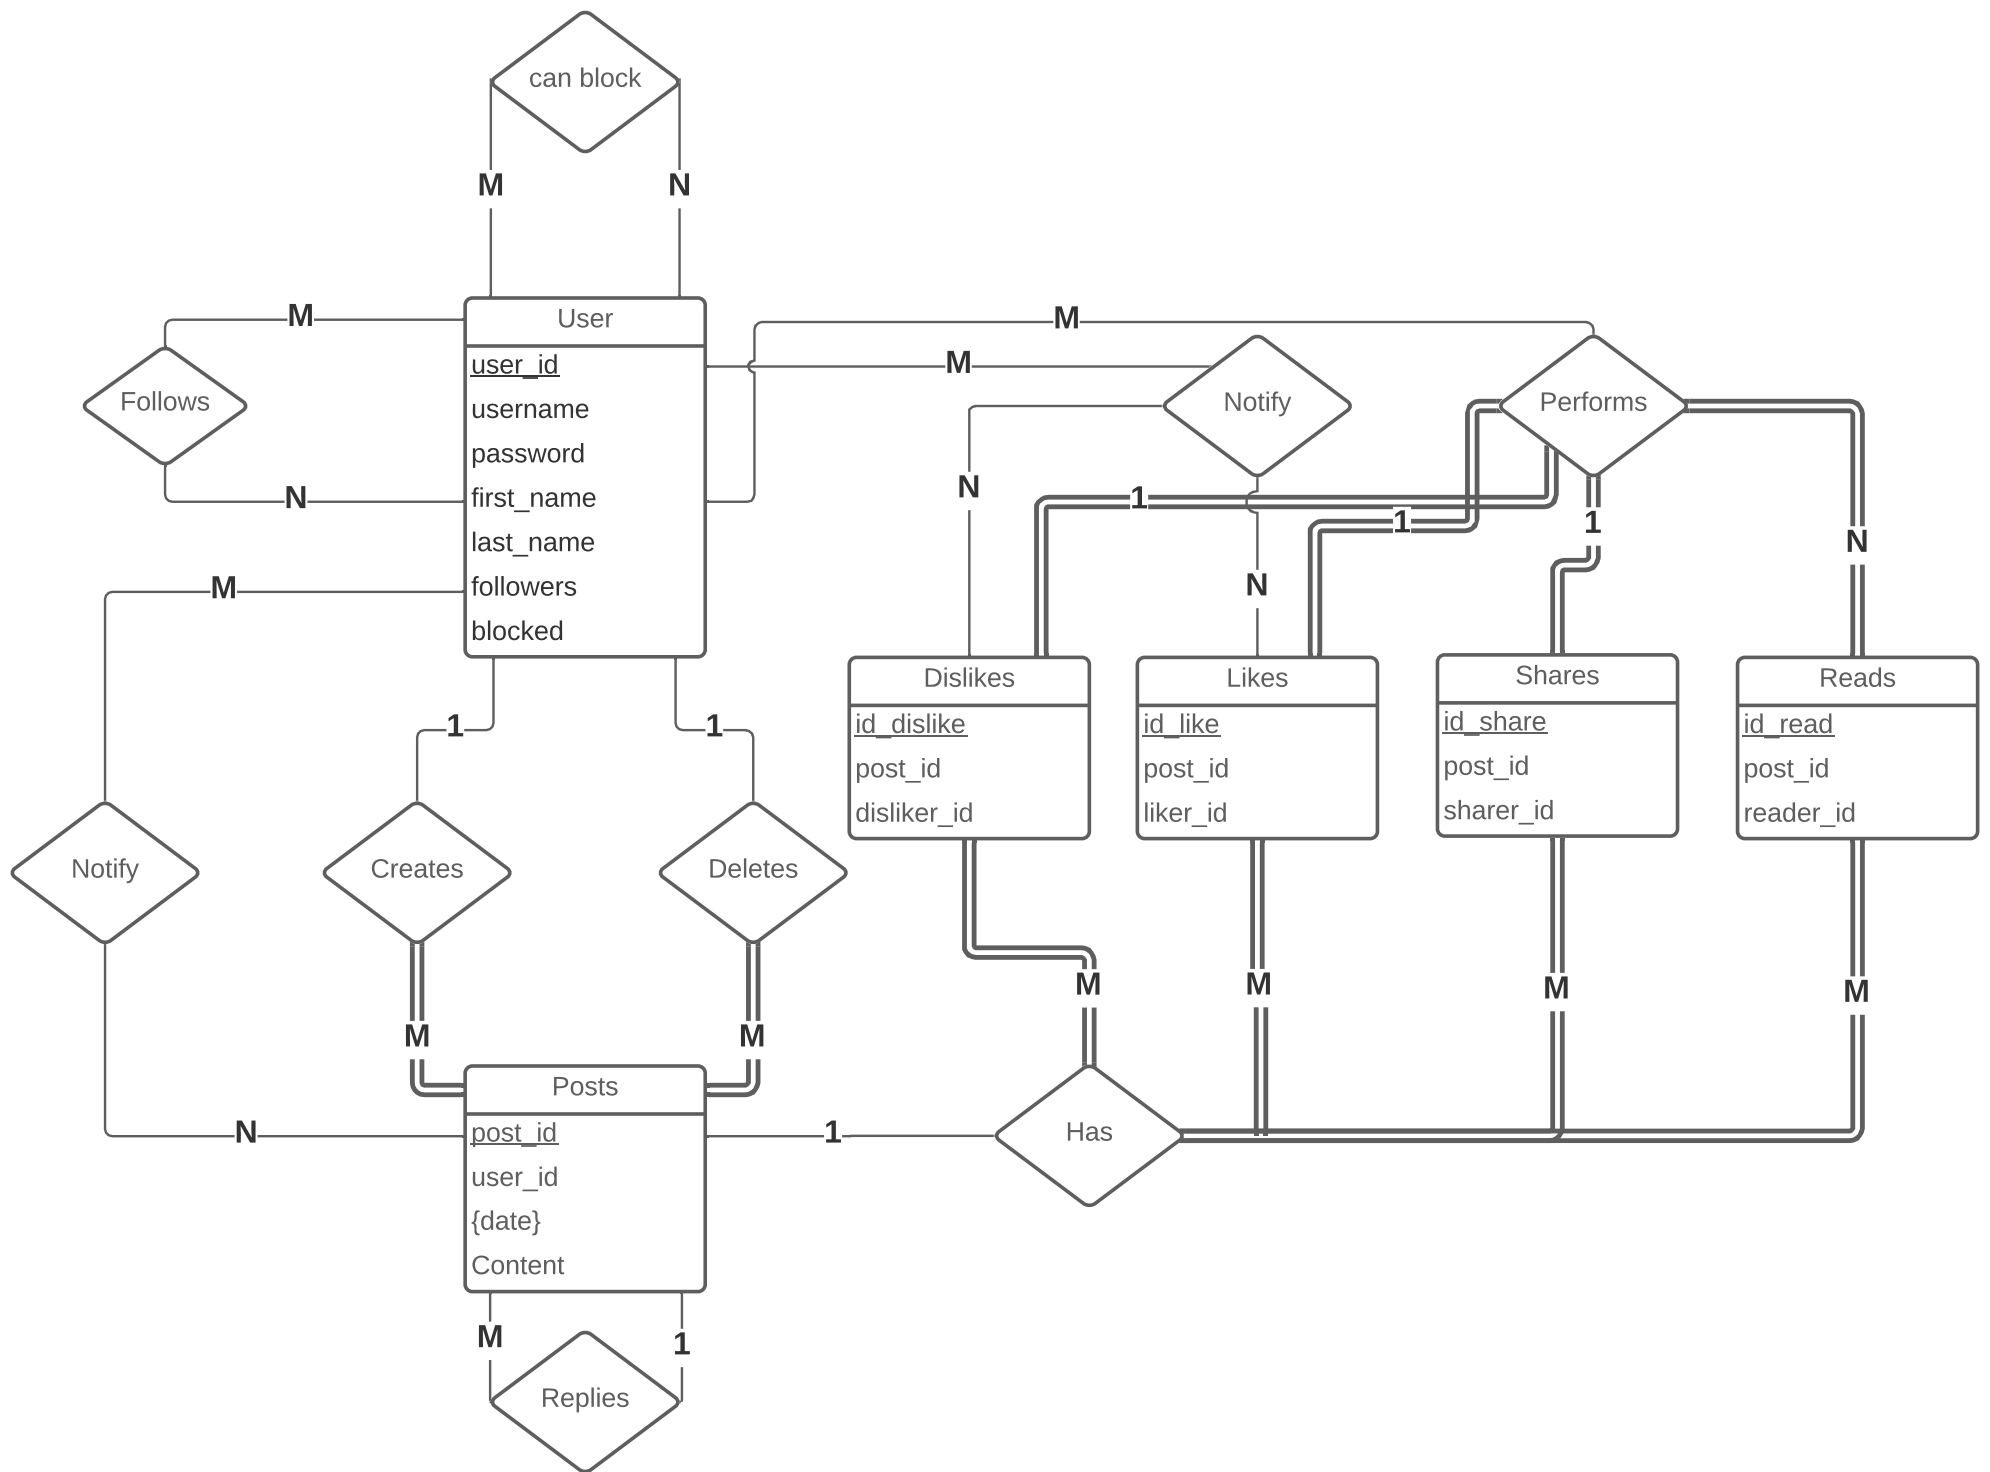 can block
M
N
M
User
M
user_id
username
password
first_name
last_name
followers
blocked
Follows
N
M
M
Notify
Performs
N
1
1
1
N
N
Dislikes
id_dislike
post_id
disliker_id
Likes
id_like
post_id
liker_id
Shares
id_share
post_id
sharer_id
Reads
id_read
post_id
reader_id
1
1
Notify
Creates
Deletes
M
M
M
M
M
M
Posts
post_id
user_id
{date}
Content
N
1
Has
M
1
Replies